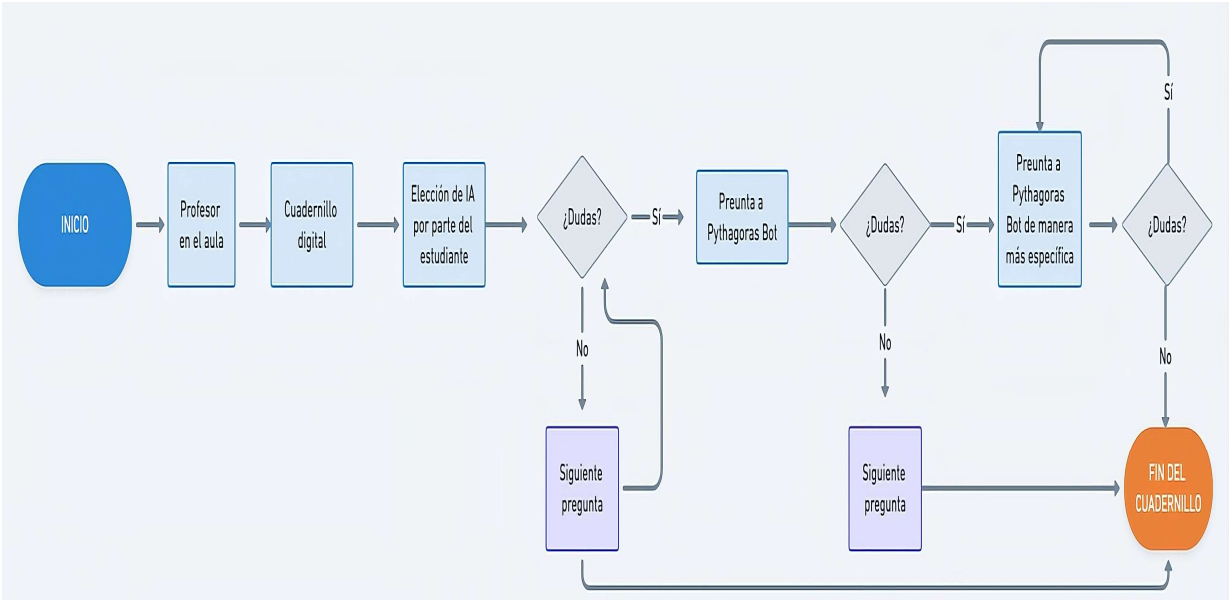 INICIO
Profesor
en el aula
Cuadernillo
digital
Elección de IA
por parte del
estudiante
¿Dudas?
Sí
Preunta a
Pythagoras Bot
¿Dudas?
Sí
Preunta a
Pythagoras
Bot de manera
más específica
¿Dudas?
Sí
No
No
No
Siguiente
pregunta
Siguiente
pregunta
FIN DEL
CUADERNILLO